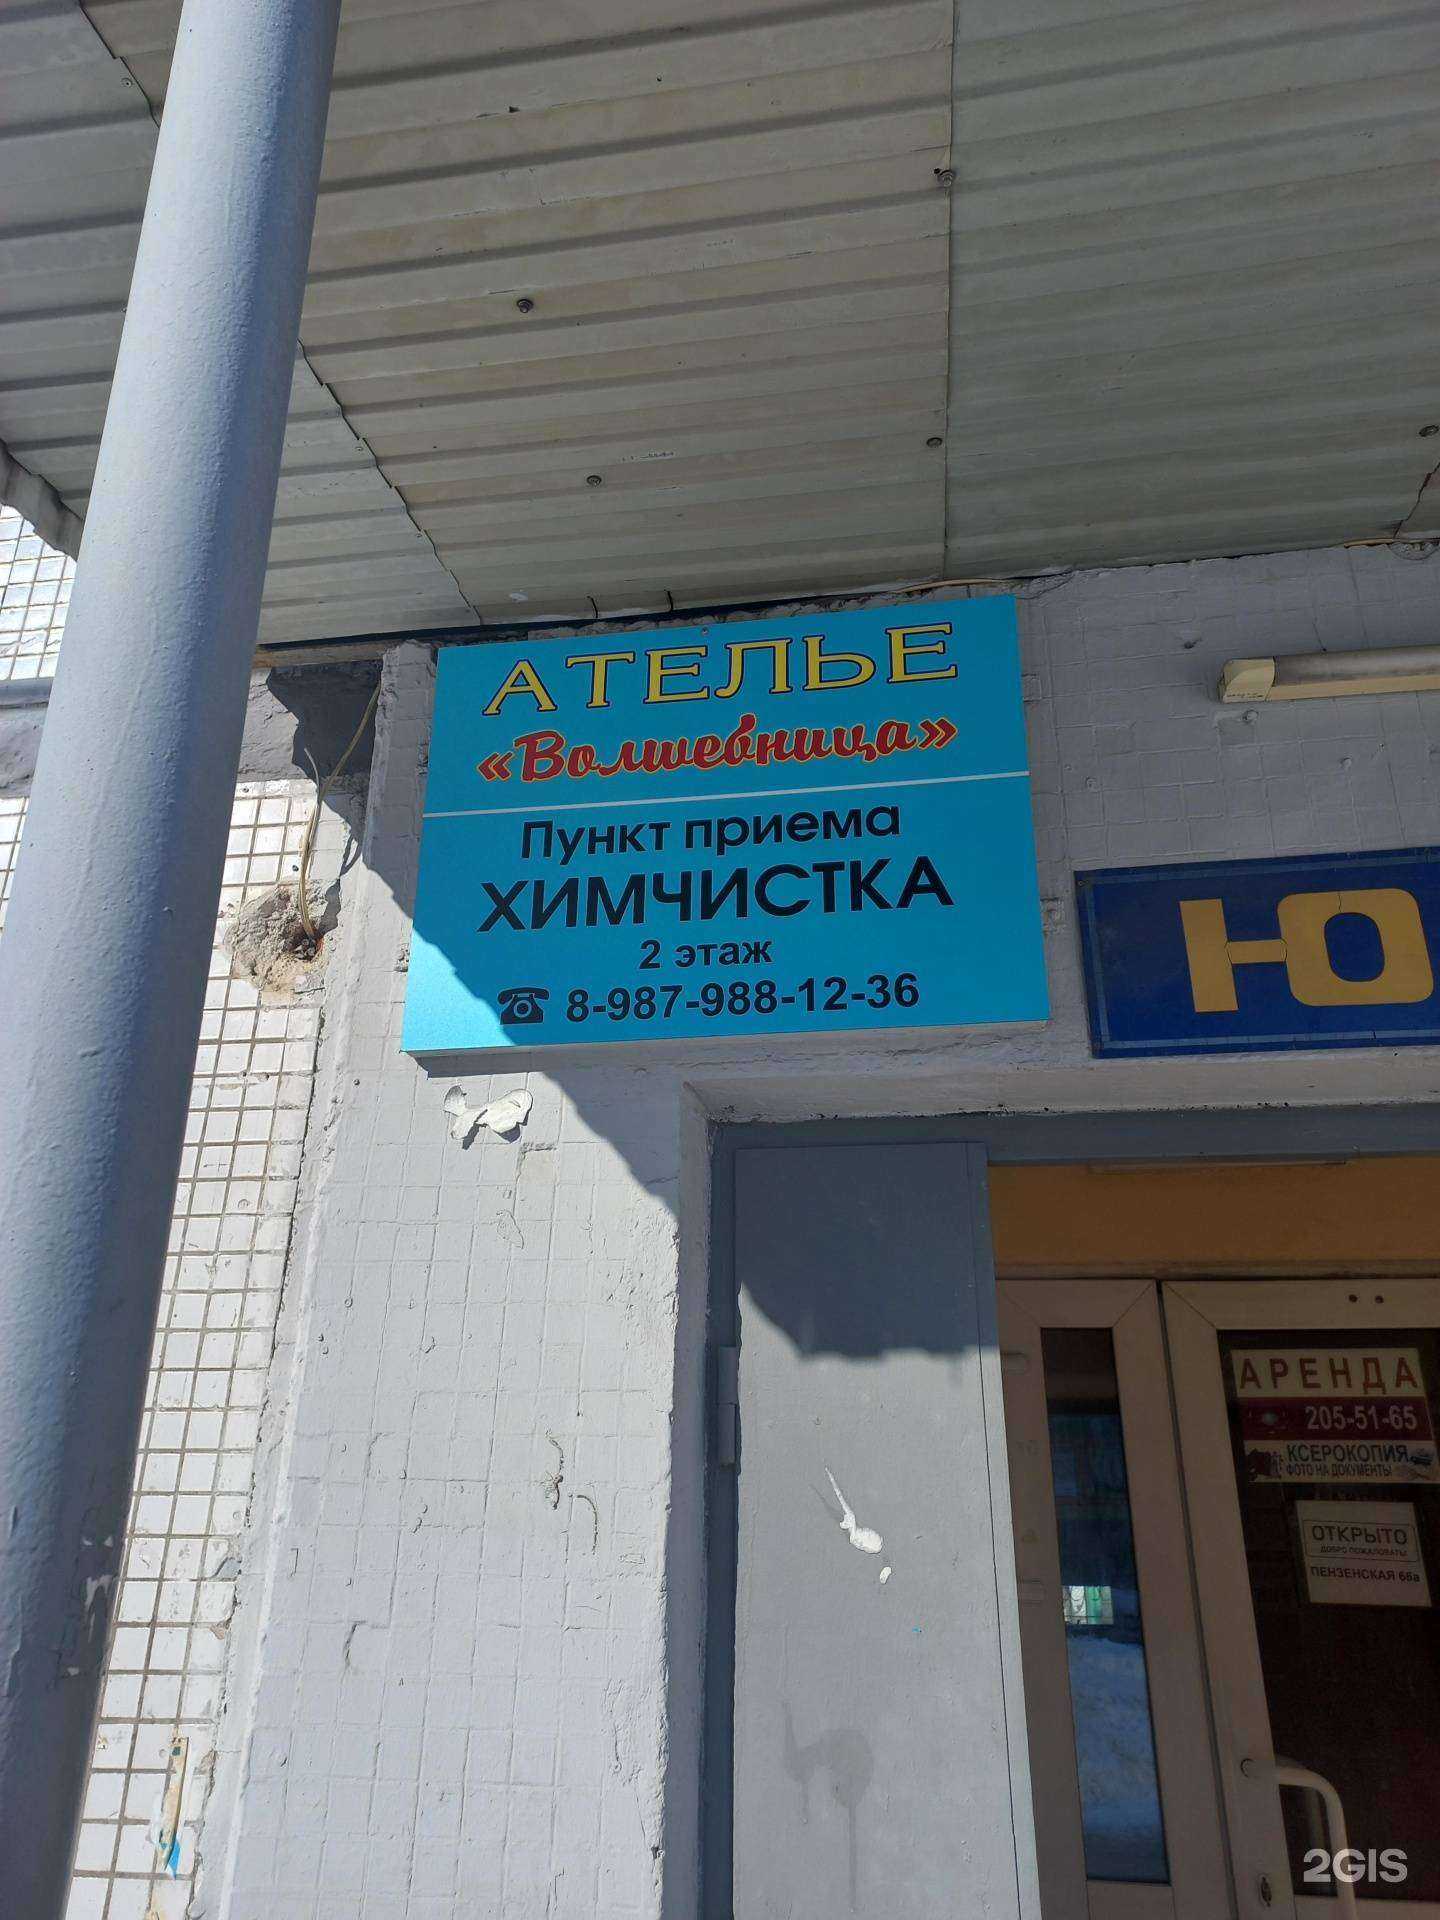 АТЕЛЬЕ
«Волшебница»
Пункт приема
ХИМЧИСТКА
2 этаж
8-987-988-12-36
Ю
АРЕНДА
205-51-65
КСЕРОКОПИЯ
ФОТО НА ДОКУМЕНТЫ
ОТКРЫТО
ДОБРО ПОЖАЛОВАТЬ!
ПЕНЗЕНСКАЯ 66а
2GIS